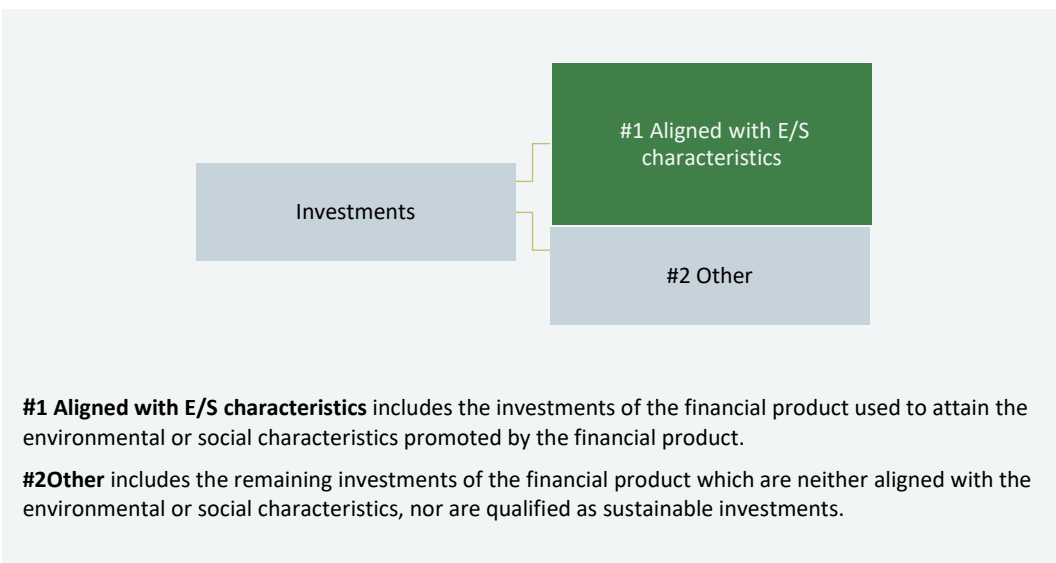 #1 Aligned with E/S
characteristics
Investments
#2 Other
#1 Aligned with E/S characteristics includes the investments of the financial product used to attain the
environmental or social characteristics promoted by the financial product.
#2Other includes the remaining investments of the financial product which are neither aligned with the
environmental or social characteristics, nor are qualified as sustainable investments.